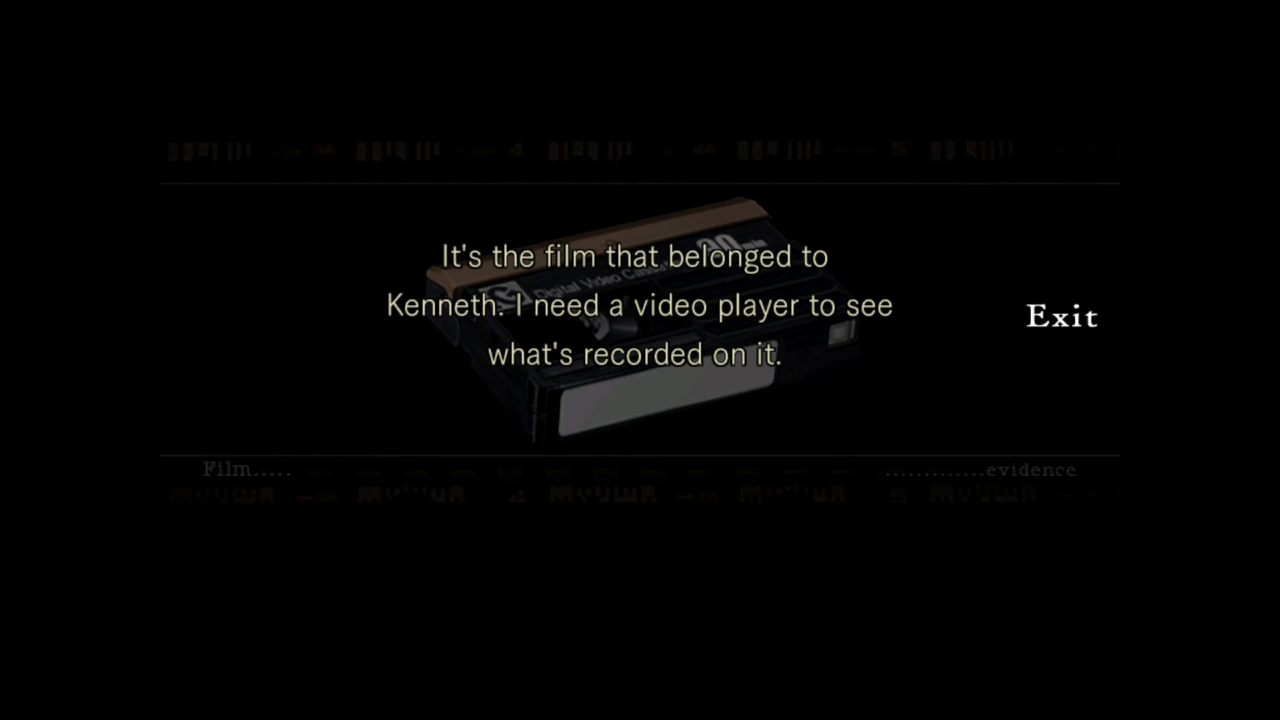 It's the film that belonged to
Kenneth. I need a video player to see
what's recorded on it.
Exit
Film.....
.............evidence